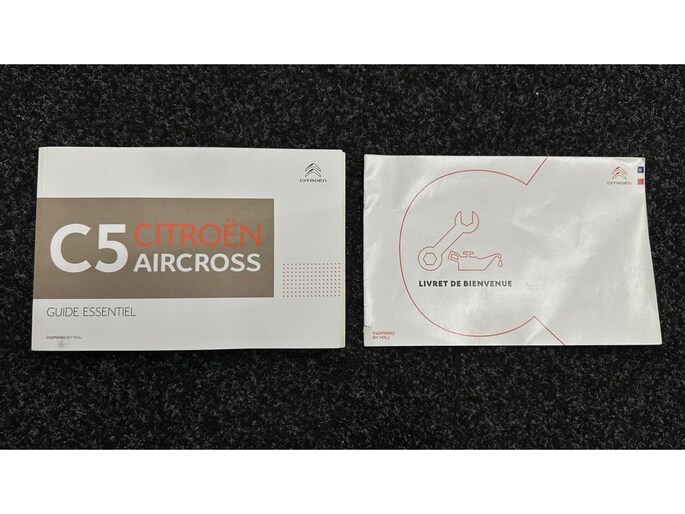 CITROËN
C5 CITROËN
AIRCROSS
GUIDE ESSENTIEL
INSPIRED BY YOU
CITROËN
LIVRET DE BIENVENUE
INSPIRED
BY YOU